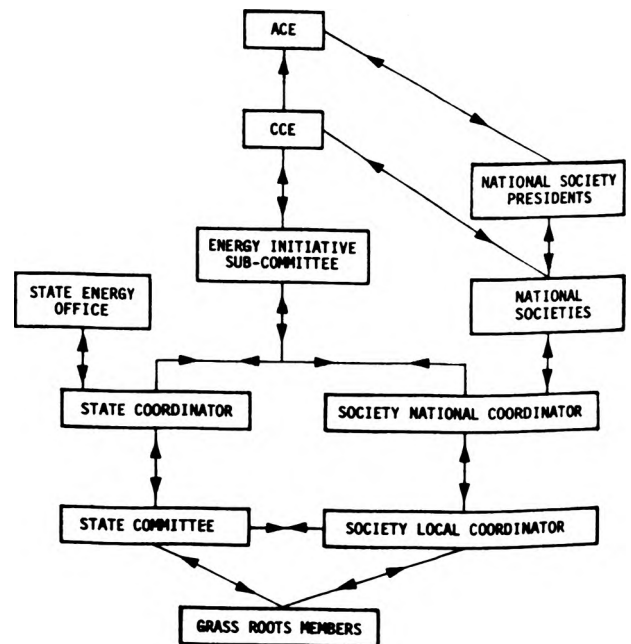 ACE
CCE
NATIONAL SOCIETY
PRESIDENTS
ENERGY INITIATIVE
SUB-COMMITTEE
STATE ENERGY
OFFICE
NATIONAL
SOCIETIES
STATE COORDINATOR
SOCIETY NATIONAL COORDINATOR
STATE COMMITTEE
SOCIETY LOCAL COORDINATOR
GRASS ROOTS MEMBERS